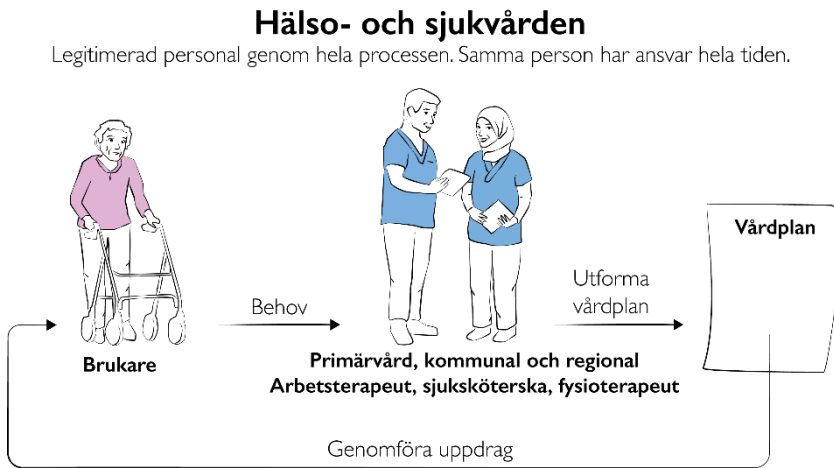 Hälso- och sjukvården
Legitimerad personal genom hela processen. Samma person har ansvar hela tiden.
Vårdplan
Behov
Utforma
vårdplan
Brukare
Primärvård, kommunal och regional
Arbetsterapeut, sjuksköterska, fysioterapeut
Genomföra uppdrag